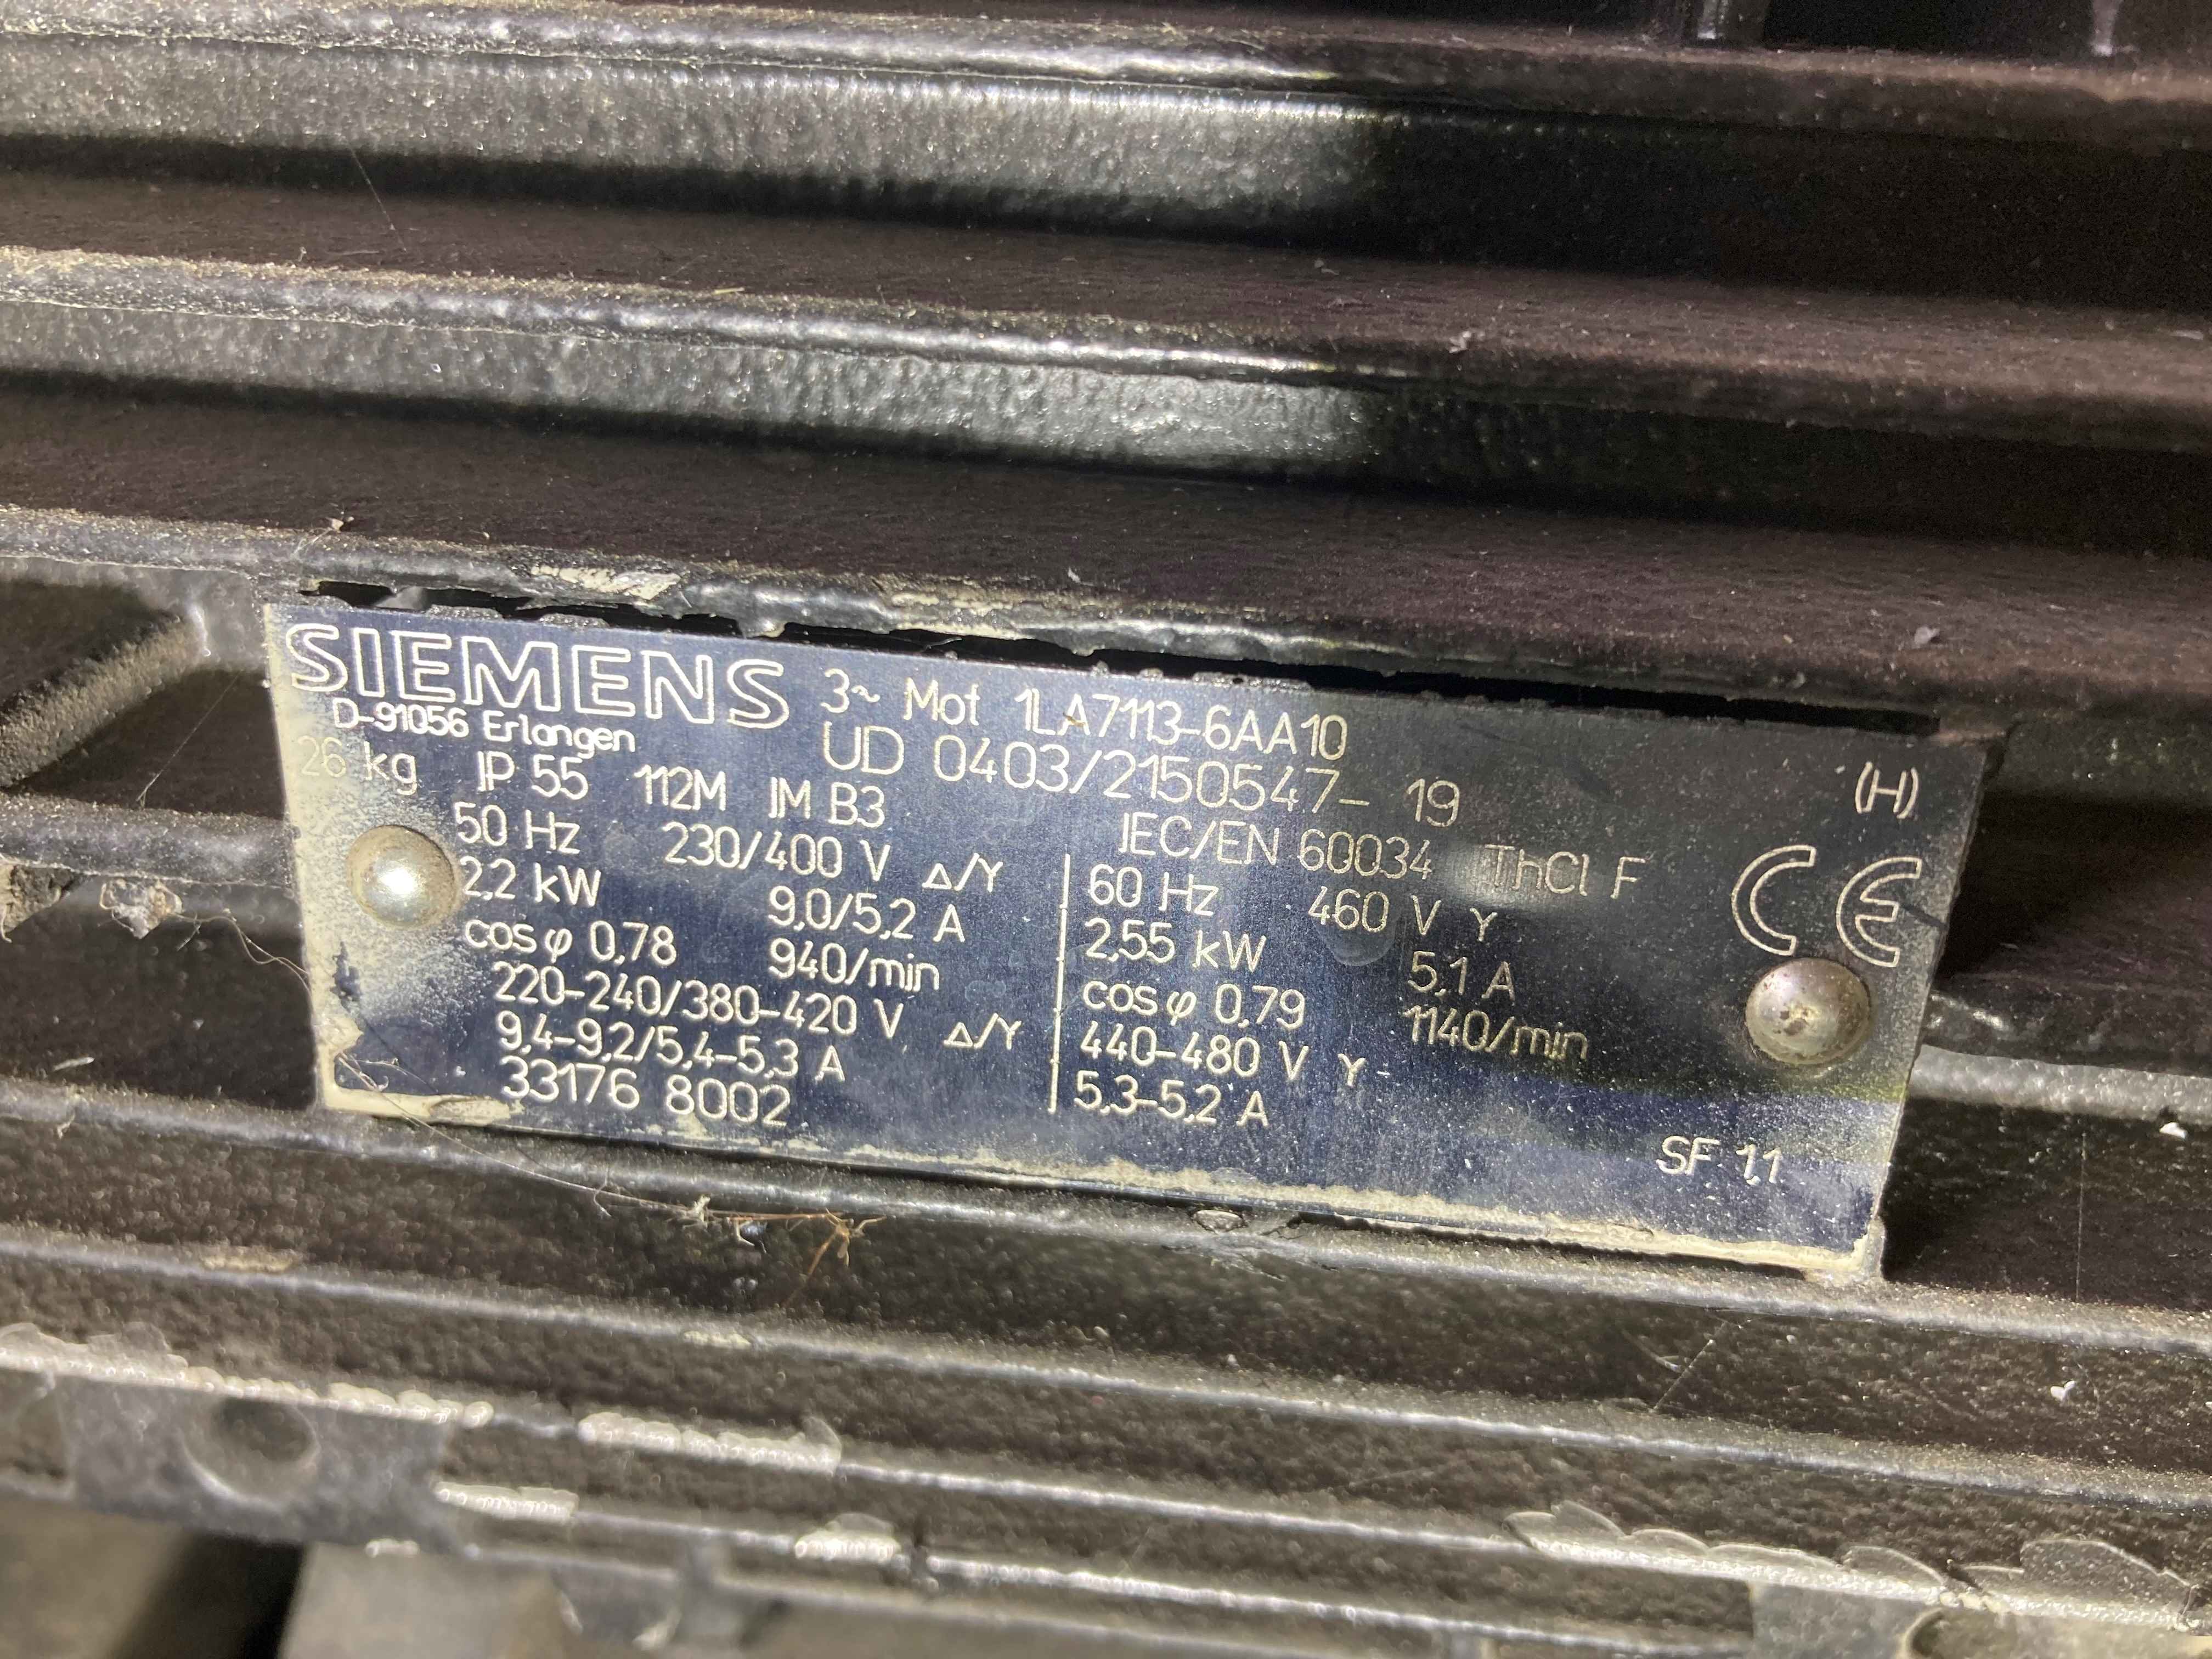 SIEMENS 3~ Mot 1LA7113-6AA10
D-91056 Erlangen UD 0403/2150547- 19 (H)
26 kg IP 55 112M IM B3 IEC/EN 60034 ThCl F
50 Hz 230/400 V △/Y 60 Hz 460 V Y CE
2,2 kW 9,0/5,2 A 2,55 kW 5,1 A
cos φ 0,78 940/min cos φ 0,79 1140/min
220-240/380-420 V △/Y 440-480 V Y
9,4-9,2/5,4-5,3 A 5,3-5,2 A
33176 8002 SF 1,1